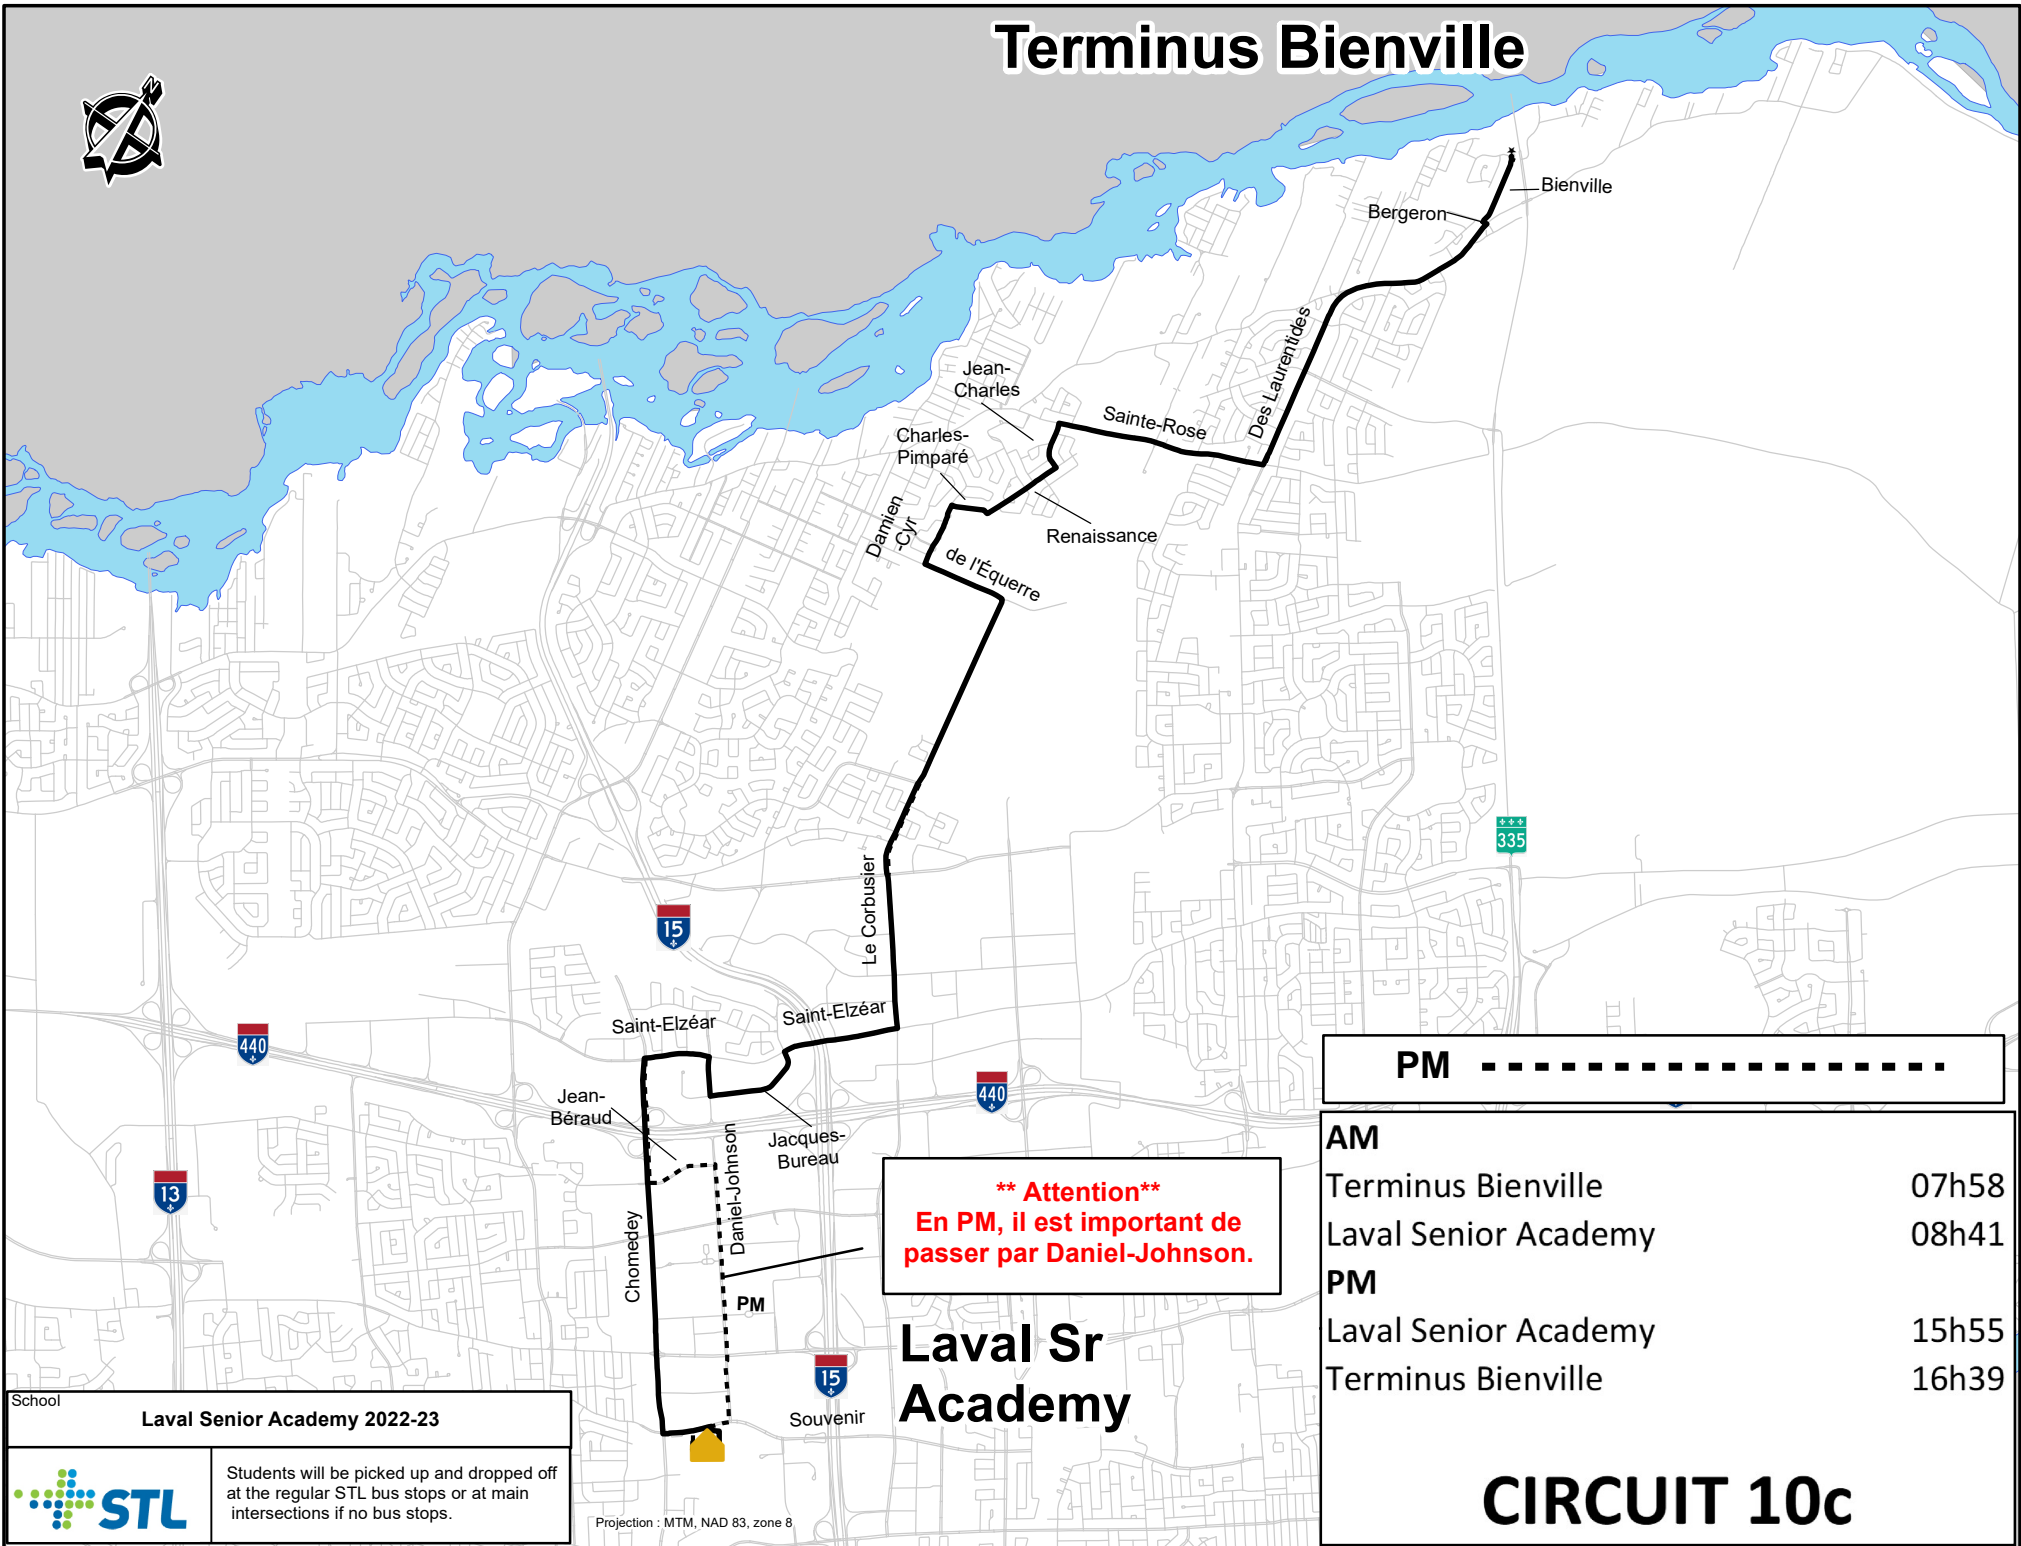 Terminus Bienville
N
Bienville
Bergeron
Des Laurentides
Jean-
Charles
Sainte-Rose
Charles-
Pimparé
Damien
-Cyr
Renaissance
de l'Équerre
335
Le Corbusier
15
Saint-Elzéar
Saint-Elzéar
440
440
Jean-
Béraud
Jacques-
Bureau
Daniel-Johnson
13
Chomedey
PM
** Attention**
En PM, il est important de
passer par Daniel-Johnson.
Laval Sr
Academy
15
Souvenir
PM
AM
Terminus Bienville 07h58
Laval Senior Academy 08h41
PM
Laval Senior Academy 15h55
Terminus Bienville 16h39
CIRCUIT 10c
School
Laval Senior Academy 2022-23
STL
Students will be picked up and dropped off
at the regular STL bus stops or at main
intersections if no bus stops.
Projection : MTM, NAD 83, zone 8